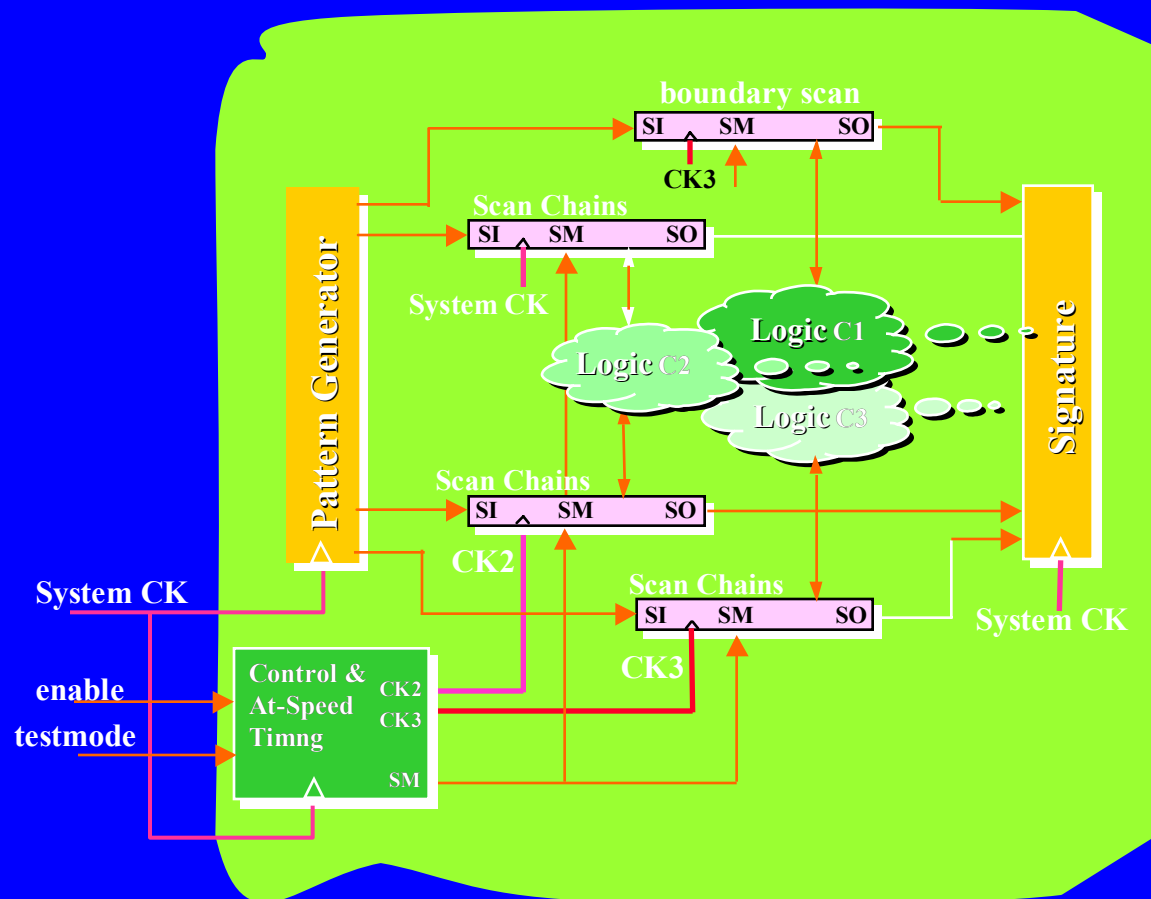 boundary scan
SI SM SO
CK3
Scan Chains
SI SM SO
System CK
Pattern Generator
Logic C1
Logic C2
Logic C3
Signature
Scan Chains
SI SM SO
CK2
Scan Chains
SI SM SO
CK3
System CK
System CK
enable
testmode
Control &
At-Speed
Timng
CK2
CK3
SM